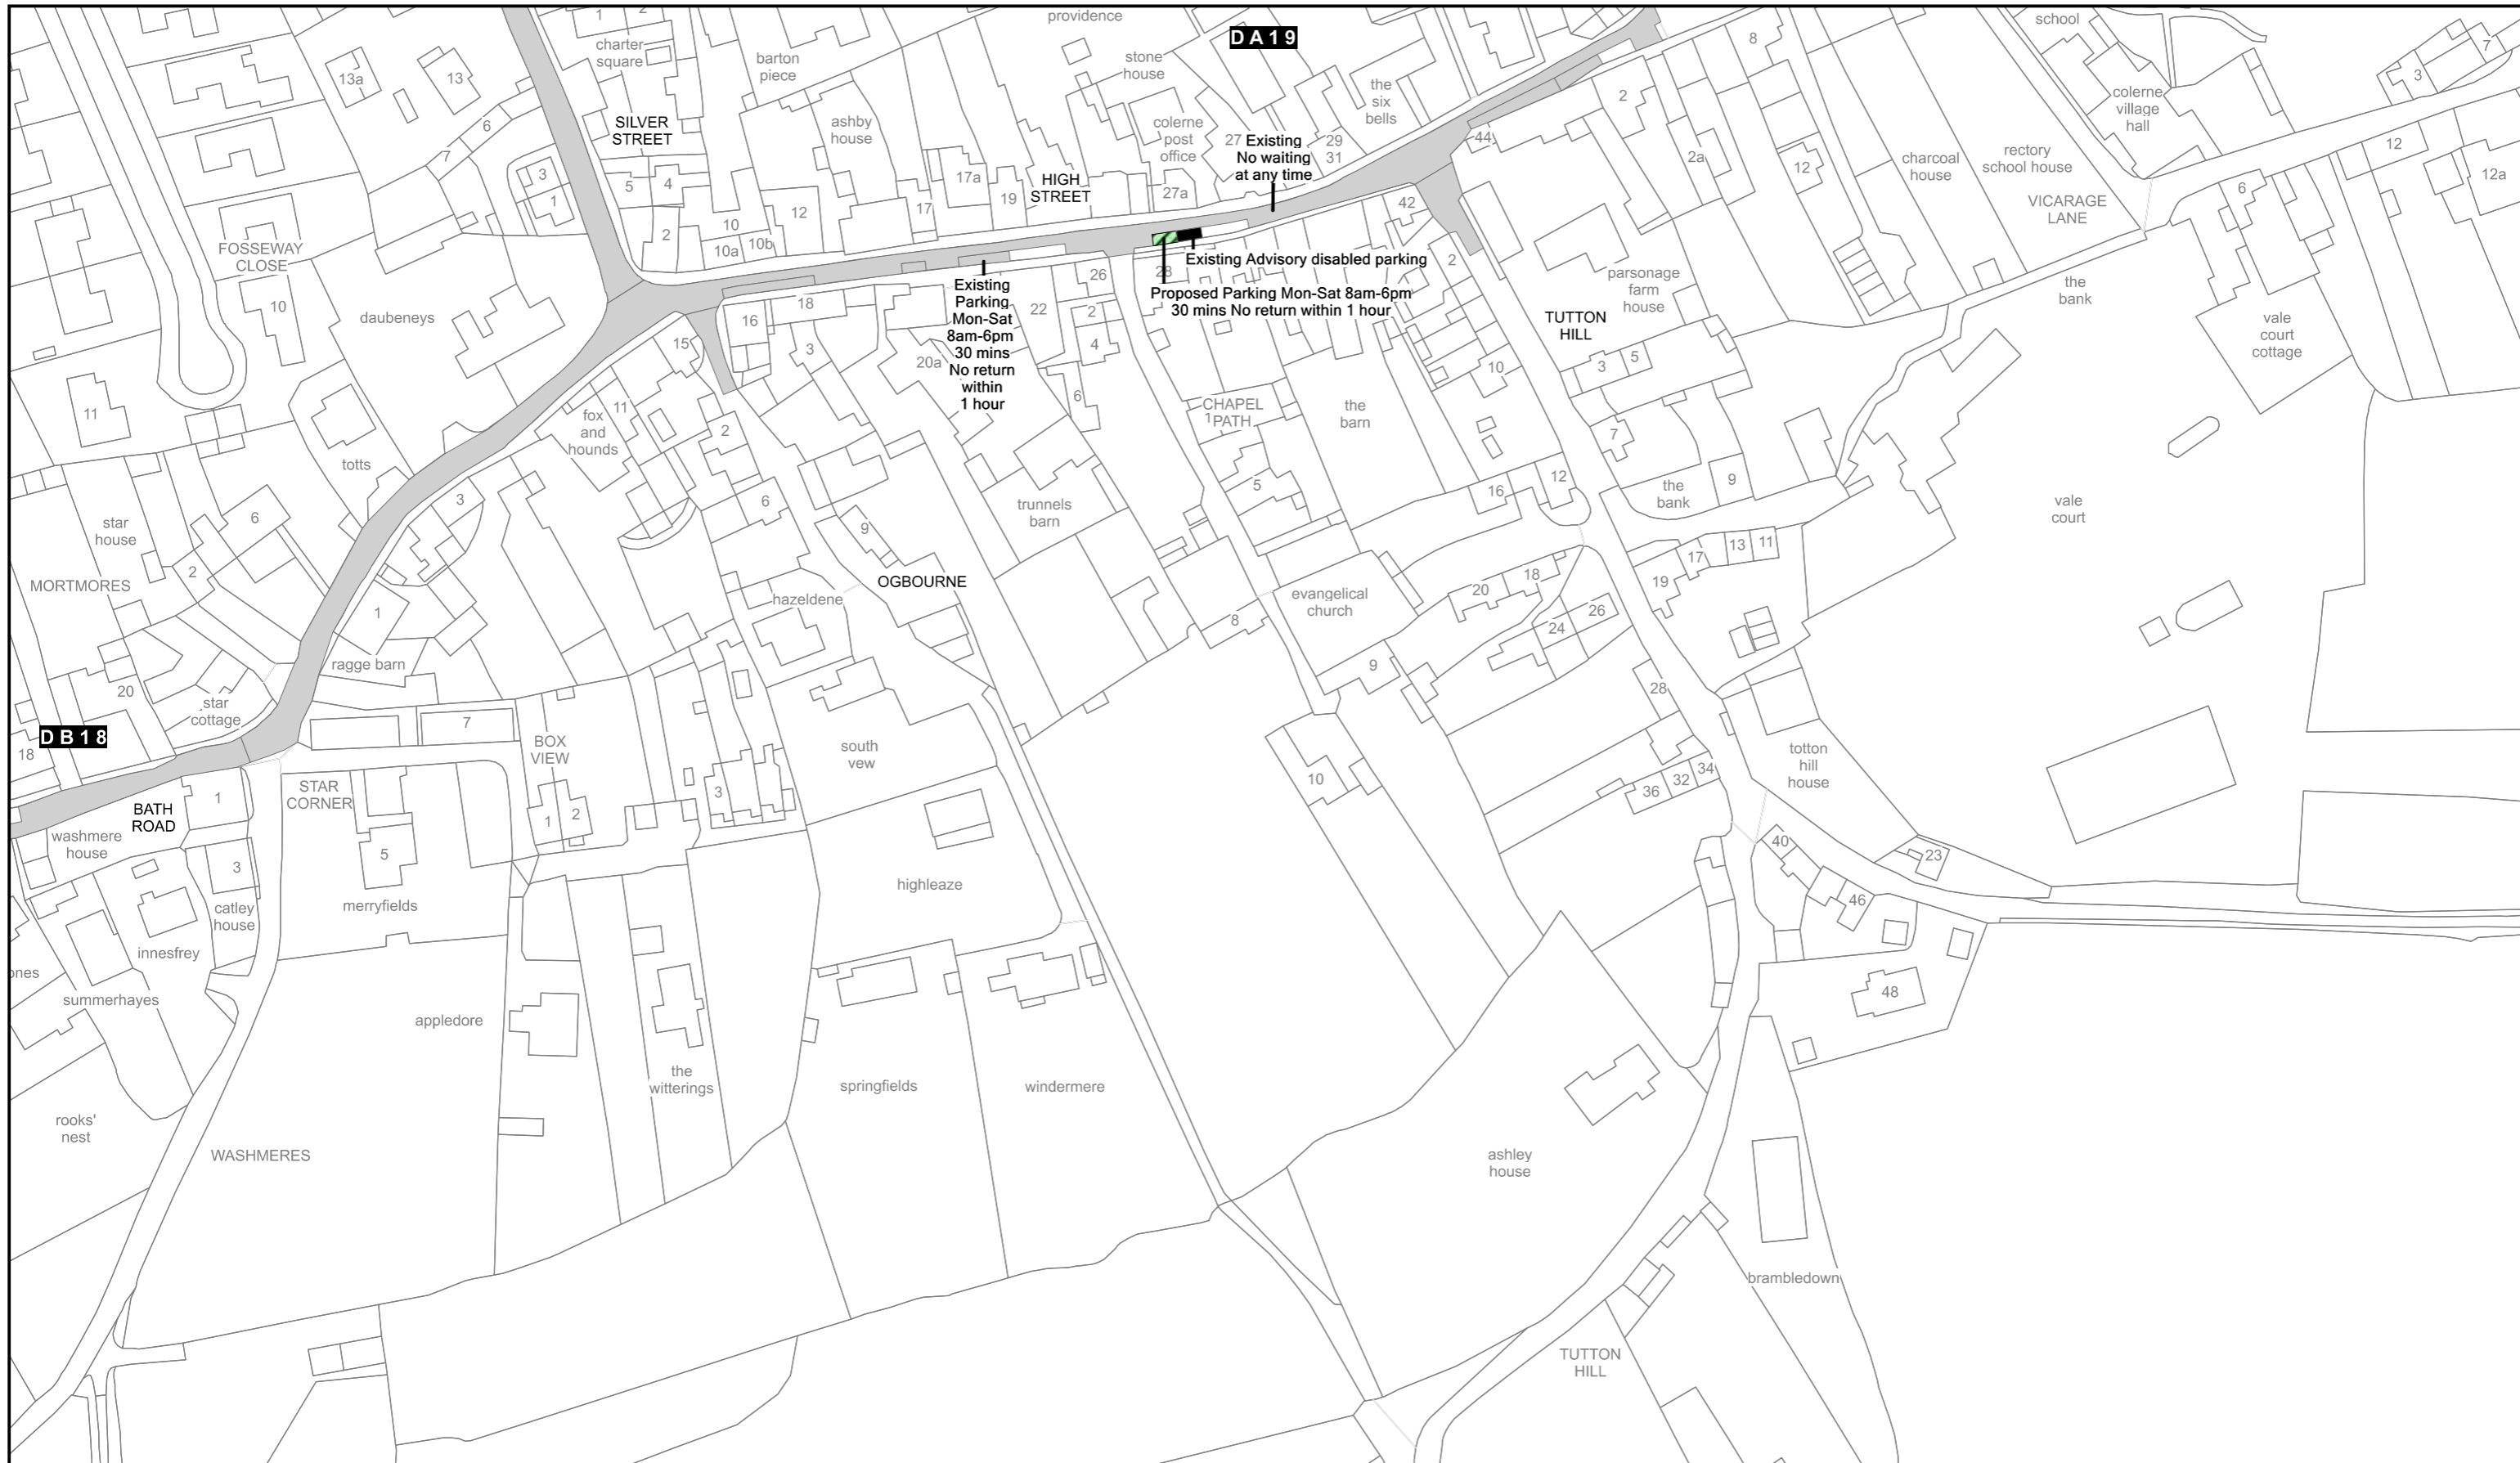 providence
school
DA19
1
2
charter
square
barton
piece
stone
house
8
7
3
13a
13
the
six
bells
2
colerne
village
hall
6
SILVER
STREET
ashby
house
colerne
post
office
27
Existing
No waiting
at any time
29
31
44
2a
12
charcoal
house
rectory
school house
12
12a
7
3
1
5
4
17a
19
HIGH
STREET
27a
42
VICARAGE
LANE
6
2
10
12
17
10a
10b
FOSSEWAY
CLOSE
10
daubeneys
26
28
Existing Advisory disabled parking
2
parsonage
farm
house
the
bank
Existing
Parking
Mon-Sat
8am-6pm
30 mins
No return
within
1 hour
Proposed Parking Mon-Sat 8am-6pm
30 mins No return within 1 hour
18
16
22
2
4
TUTTON
HILL
vale
court
cottage
15
3
20a
3
5
10
11
fox
and
hounds
11
6
CHAPEL
PATH
1
the
barn
2
7
totts
3
6
5
16
12
the
bank
9
trunnels
barn
vale
court
star
house
6
9
17
13
11
MORTMORES
2
OGBOURNE
hazeldene
evangelical
church
20
18
19
1
8
26
24
ragge barn
9
20
star
cottage
28
DB18
7
18
BOX
VIEW
south
vew
totton
hill
house
BATH
ROAD
1
STAR
CORNER
3
10
36
32
34
1
2
washmere
house
3
5
40
23
highleaze
merryfields
catley
house
46
innesfrey
ones
summerhayes
48
appledore
the
witterings
springfields
windermere
rooks'
nest
WASHMERES
ashley
house
brambledown
TUTTON
HILL